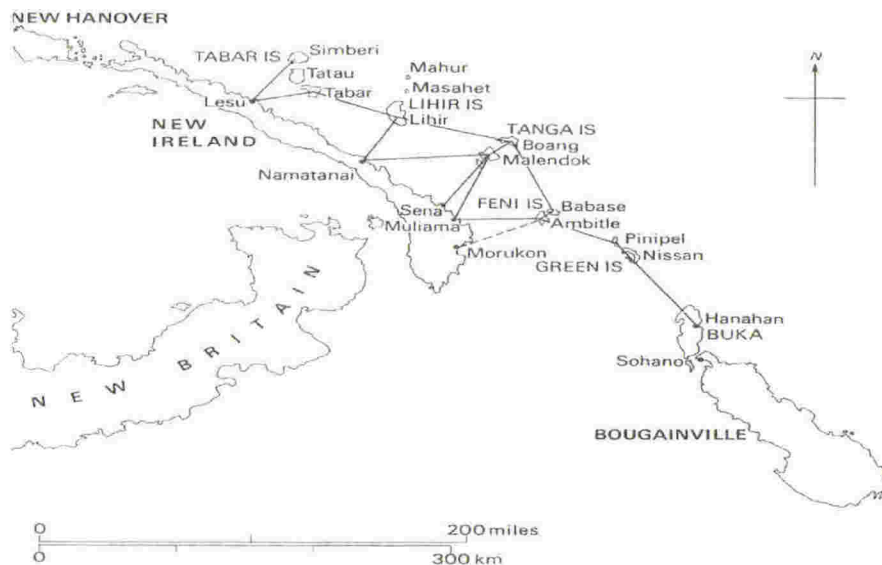 NEW HANOVER
TABAR IS
Simberi
Tatau
Tabar
Lesu
NEW
IRELAND
Mahur
Masahet
LIHIR IS
Lihir
N
TANGA IS
Boang
Malendok
Namatanai
Sena
Muliama
FENI IS
Babase
Ambitle
Morukon
Pinipel
Nissan
GREEN IS
Hanahan
BUKA
Sohano
NEW BRITAIN
BOUGAINVILLE
0 200 miles
0 300 km